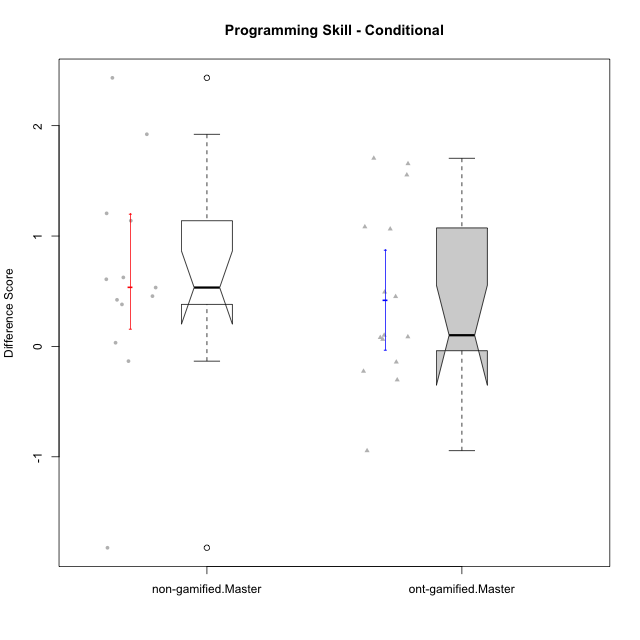 Programming Skill - Conditional
Difference Score
2
1
0
-1
non-gamified.Master
ont-gamified.Master